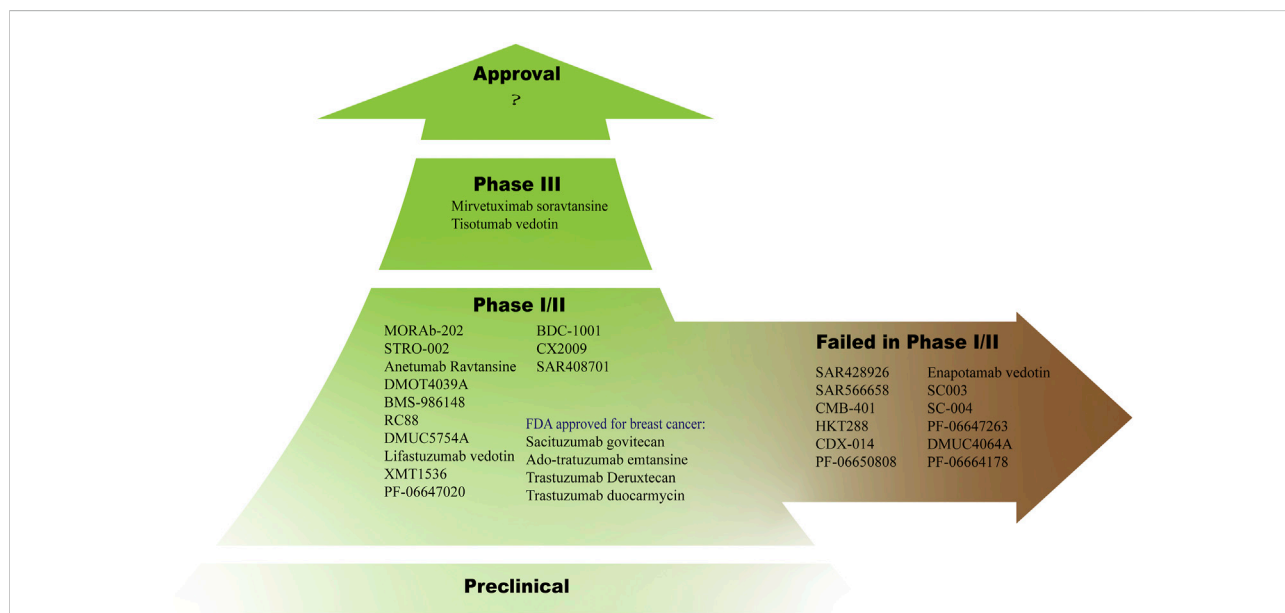 Approval
?
Phase III
Mirvetuximab soravtansine
Tisotumab vedotin
Phase I/II
MORAb-202
STRO-002
Anetumab Ravtansine
DMOT4039A
BMS-986148
RC88
DMUC5754A
Lifastuzumab vedotin
XMT1536
PF-06647020
BDC-1001
CX2009
SAR408701
FDA approved for breast cancer:
Sacituzumab govitecan
Ado-tratuzumab emtansine
Trastuzumab Deruxtecan
Trastuzumab duocarmycin
Failed in Phase I/II
SAR428926
SAR566658
CMB-401
HKT288
CDX-014
PF-06650808
Enapotamab vedotin
SC003
SC-004
PF-06647263
DMUC4064A
PF-06664178
Preclinical